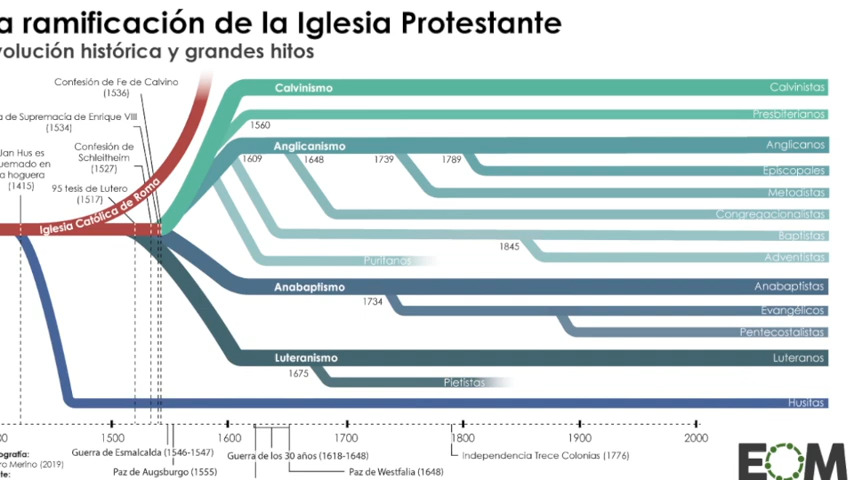 a ramificación de la Iglesia Protestante
volución histórica y grandes hitos
Confesión de Fe de Calvino
(1536)
a de Supremacía de Enrique VIII
(1534)
Jan Hus es
uemado en
a hoguera
(1415)
Confesión de
Schleitheim
(1527)
95 tesis de Lutero
(1517)
Iglesia Católica de Roma
Calvinismo
Calvinistas
1560
Presbiterianos
Anglicanismo
Anglicanos
1609
1648
1739
1789
Episcopales
Metodistas
Congregacionalistas
Baptistas
1845
Adventistas
Puritanos
Anabaptismo
Anabaptistas
1734
Evangélicos
Pentecostalistas
Luteranismo
Luteranos
1675
Pietistas
Husitas
00
1500
1600
1700
1800
1900
2000
Guerra de Esmalcalda (1546-1547)
Guerra de los 30 años (1618-1648)
Independencia Trece Colonias (1776)
Paz de Augsburgo (1555)
Paz de Westfalia (1648)
ografía:
ro Merino (2019)
te:
EOM